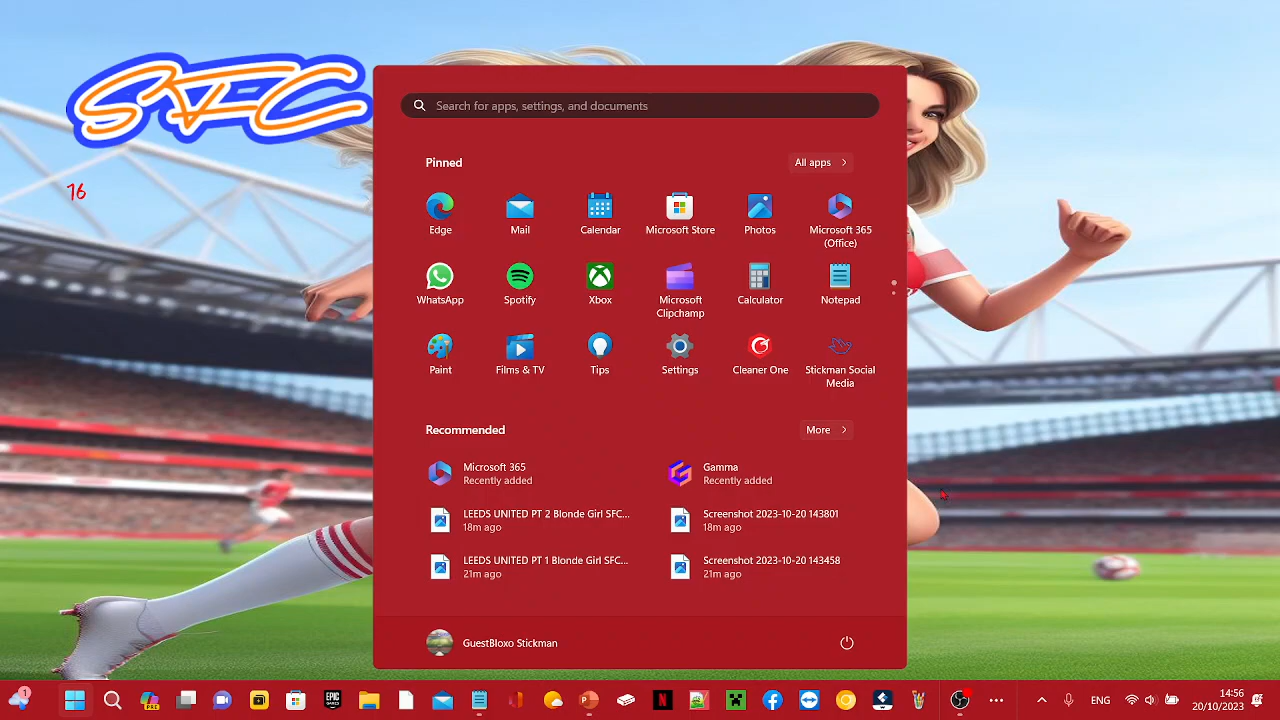 SFC
16
Search for apps, settings, and documents
Pinned
All apps
Edge
Mail
Calendar
Microsoft Store
Photos
Microsoft 365
(Office)
WhatsApp
Spotify
Xbox
Microsoft
Clipchamp
Calculator
Notepad
Paint
Films & TV
Tips
Settings
Cleaner One
Stickman Social
Media
Recommended
More
Microsoft 365
Recently added
Gamma
Recently added
LEEDS UNITED PT 2 Blonde Girl SFC...
18m ago
Screenshot 2023-10-20 143801
18m ago
LEEDS UNITED PT 1 Blonde Girl SFC...
21m ago
Screenshot 2023-10-20 143458
21m ago
GuestBloxo Stickman
1
PRE
EPIC
GAMES
N
ENG
14:56
20/10/2023